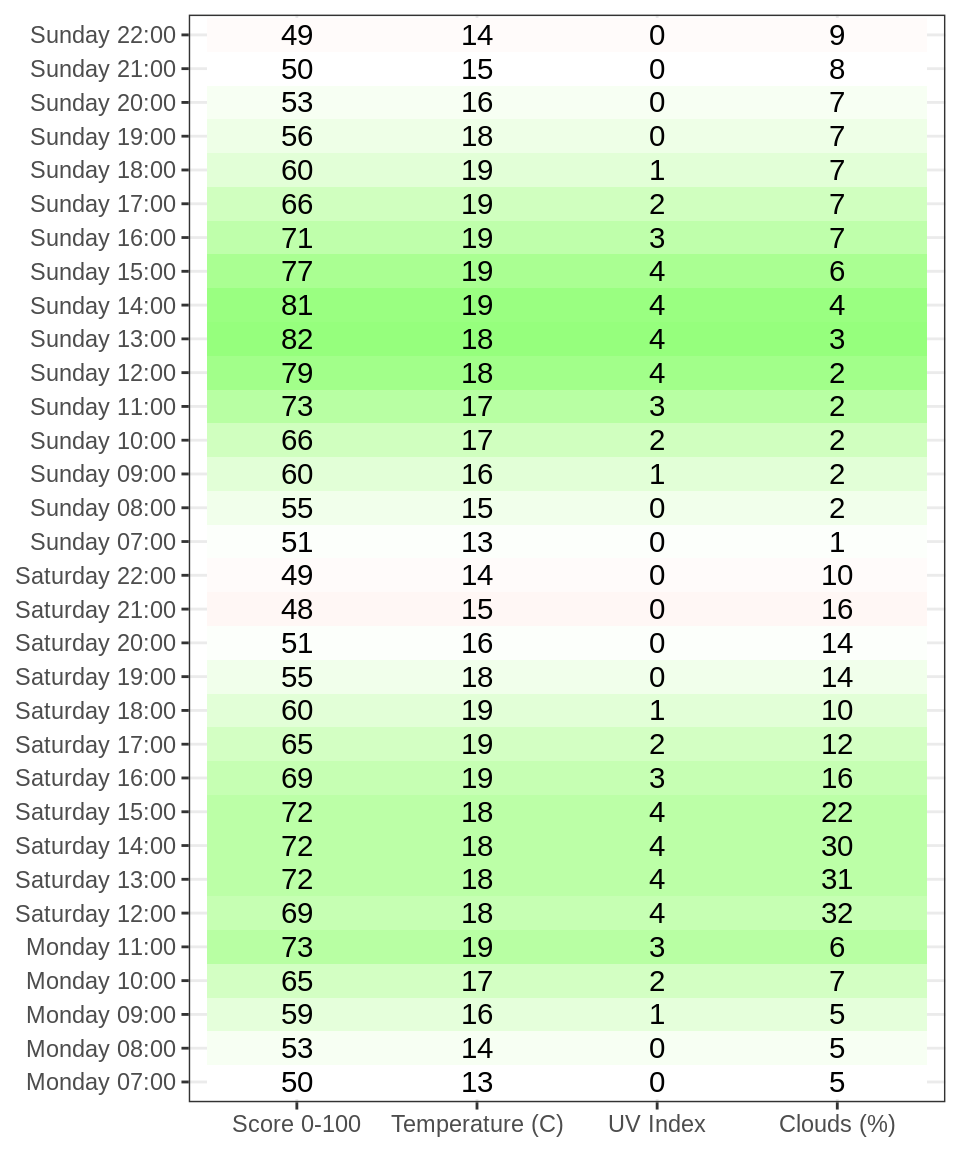 Sunday 22:00 49 14 0 9
Sunday 21:00 50 15 0 8
Sunday 20:00 53 16 0 7
Sunday 19:00 56 18 0 7
Sunday 18:00 60 19 1 7
Sunday 17:00 66 19 2 7
Sunday 16:00 71 19 3 7
Sunday 15:00 77 19 4 6
Sunday 14:00 81 19 4 4
Sunday 13:00 82 18 4 3
Sunday 12:00 79 18 4 2
Sunday 11:00 73 17 3 2
Sunday 10:00 66 17 2 2
Sunday 09:00 60 16 1 2
Sunday 08:00 55 15 0 2
Sunday 07:00 51 13 0 1
Saturday 22:00 49 14 0 10
Saturday 21:00 48 15 0 16
Saturday 20:00 51 16 0 14
Saturday 19:00 55 18 0 14
Saturday 18:00 60 19 1 10
Saturday 17:00 65 19 2 12
Saturday 16:00 69 19 3 16
Saturday 15:00 72 18 4 22
Saturday 14:00 72 18 4 30
Saturday 13:00 72 18 4 31
Saturday 12:00 69 18 4 32
Monday 11:00 73 19 3 6
Monday 10:00 65 17 2 7
Monday 09:00 59 16 1 5
Monday 08:00 53 14 0 5
Monday 07:00 50 13 0 5
Score 0-100 Temperature (C) UV Index Clouds (%)